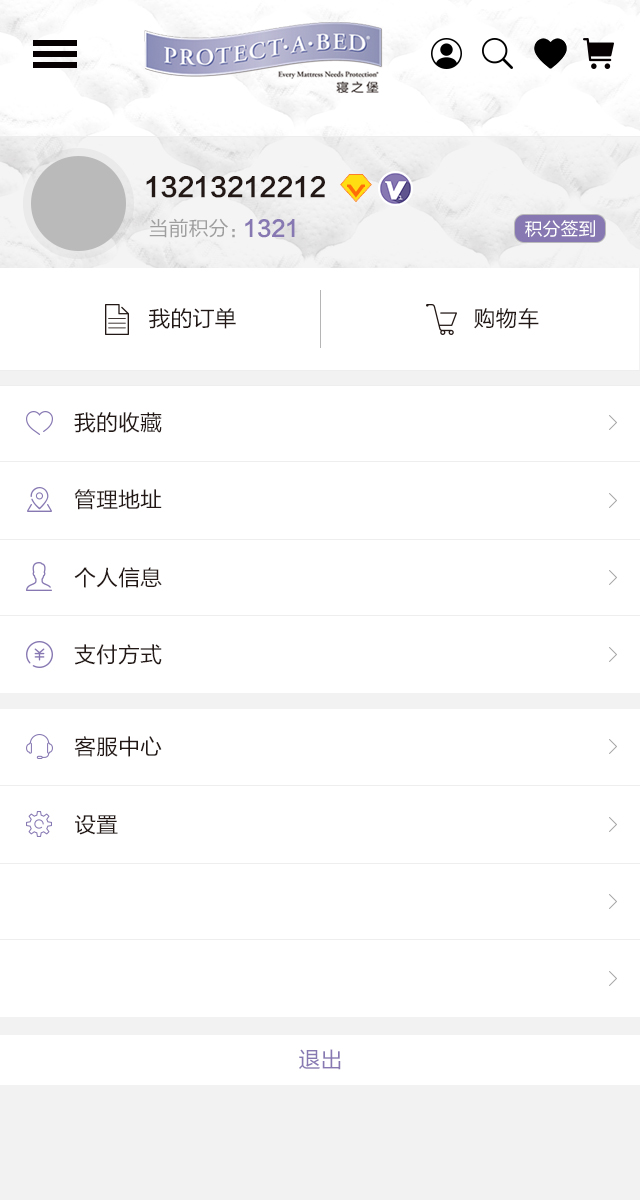 PROTECT·A·BED®
Every Mattress Needs Protection®
寝之堡
13213212212
当前积分: 1321
积分签到
我的订单
购物车
我的收藏
管理地址
个人信息
支付方式
客服中心
设置
退出